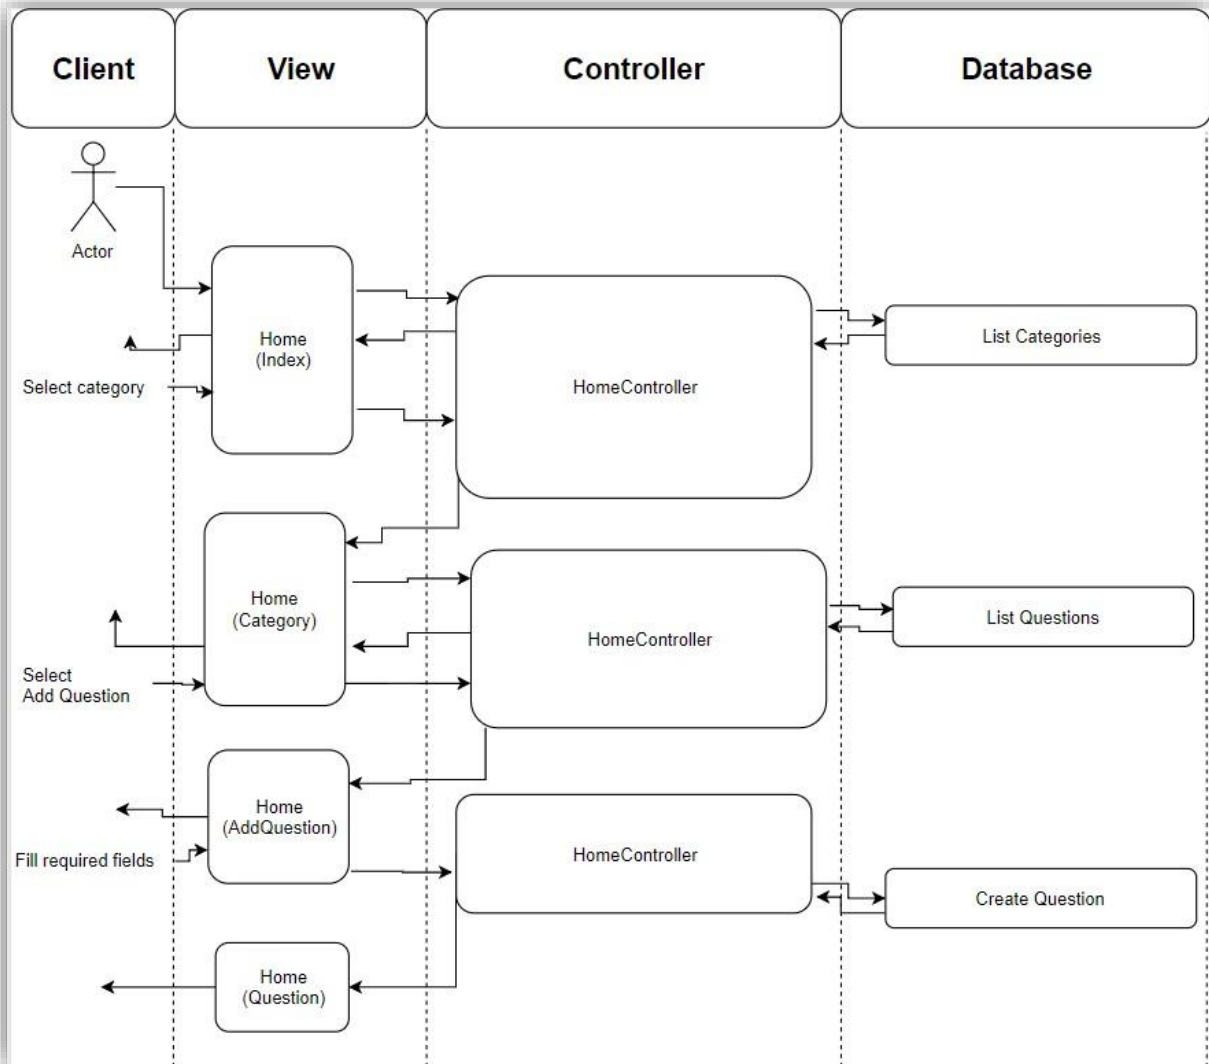 Client
View
Controller
Database
Actor
Home
(Index)
HomeController
List Categories
Select category
Home
(Category)
HomeController
List Questions
Select
Add Question
Home
(AddQuestion)
HomeController
Fill required fields
Create Question
Home
(Question)